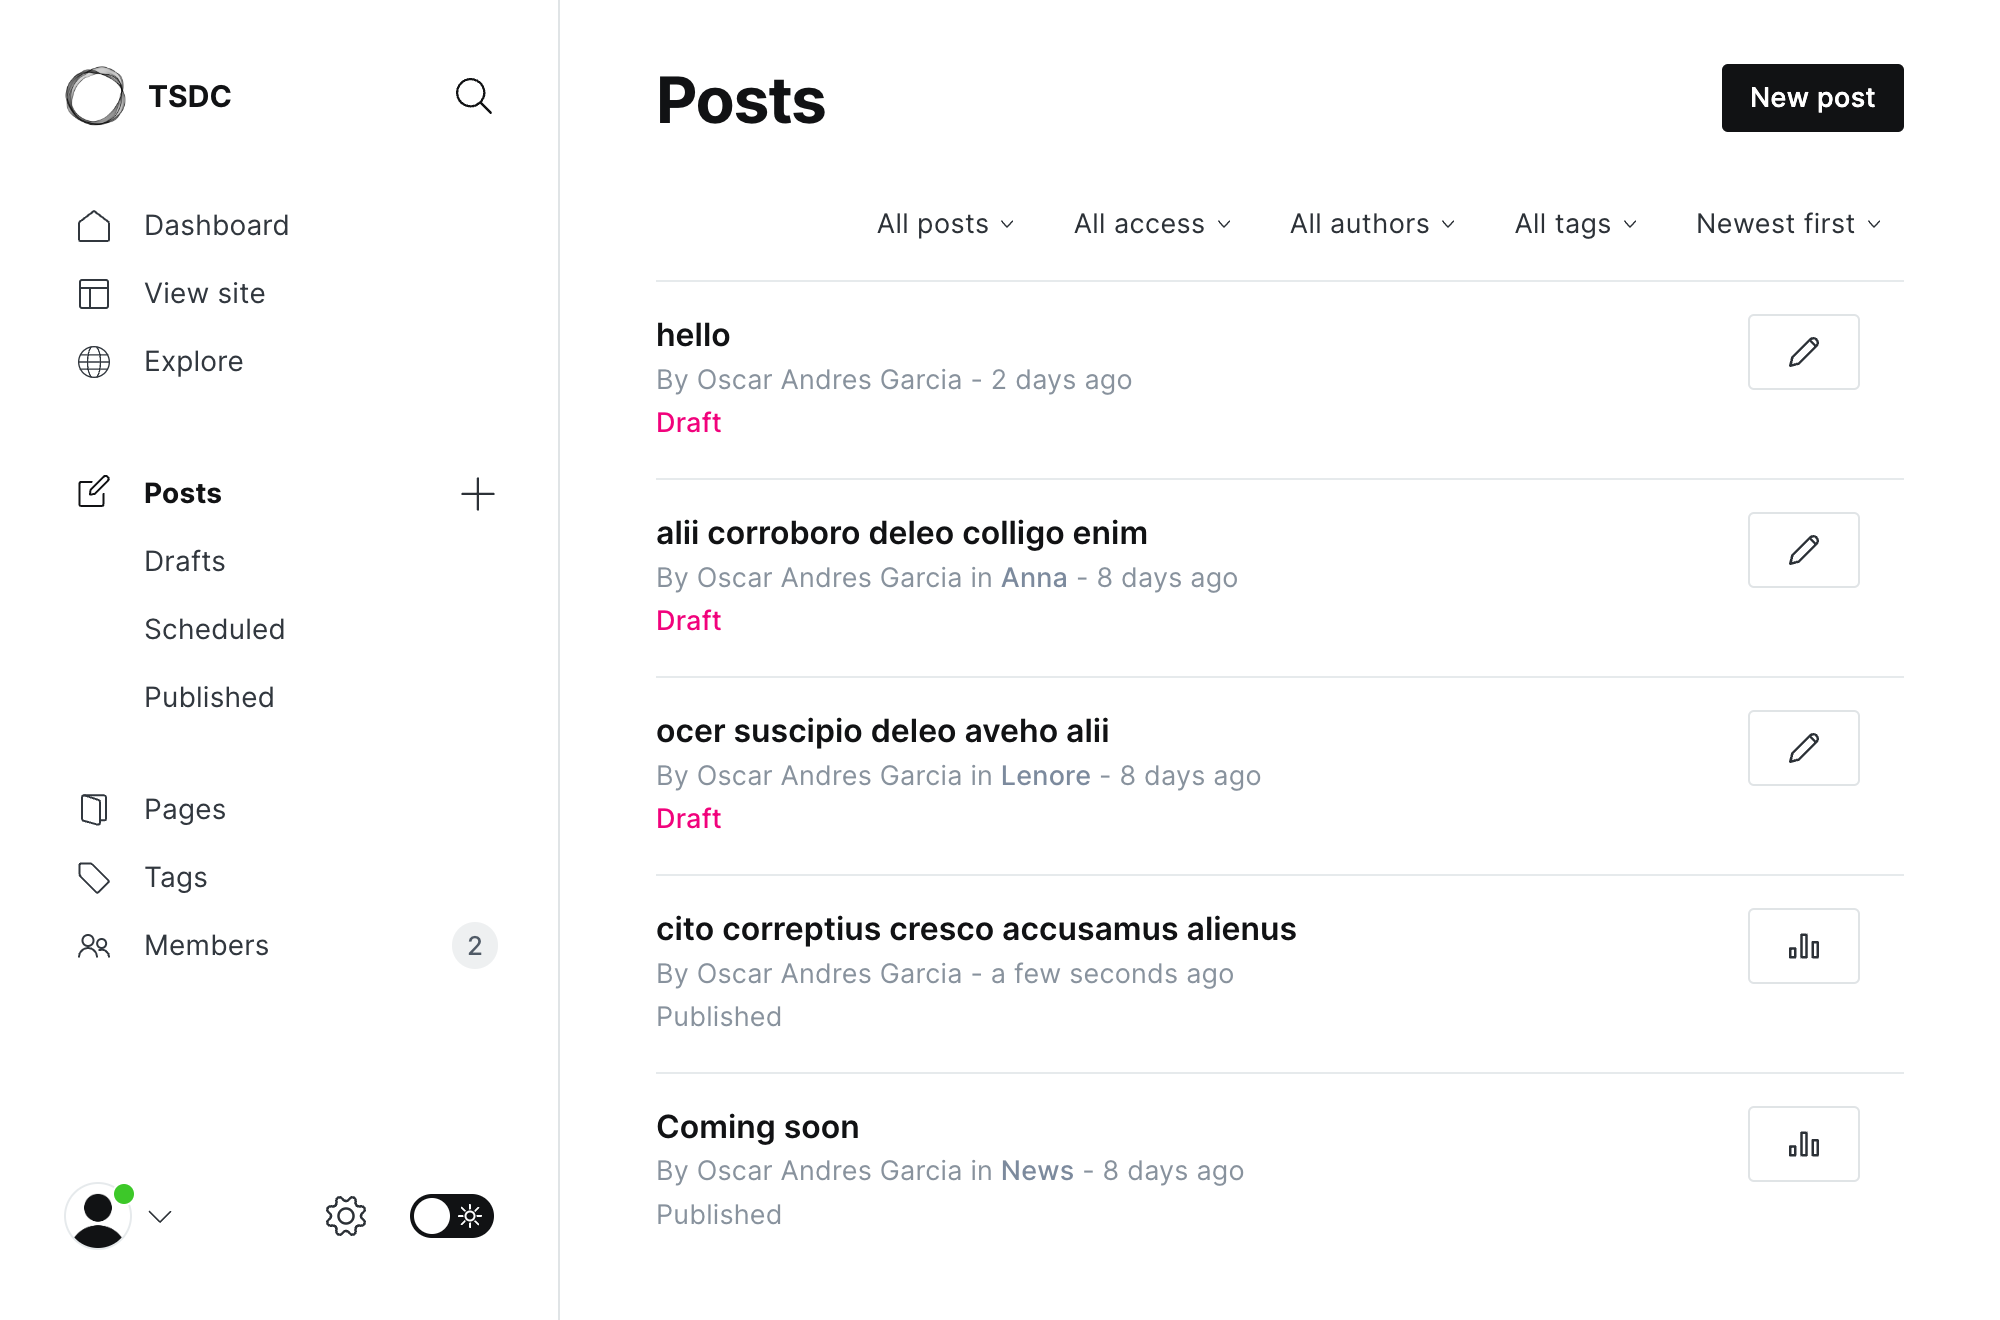 TSDC
Dashboard
View site
Explore
Posts
Drafts
Scheduled
Published
Pages
Tags
Members 2
Posts
New post
All posts All access All authors All tags Newest first
hello
By Oscar Andres Garcia - 2 days ago
Draft
alii corroboro deleo colligo enim
By Oscar Andres Garcia in Anna - 8 days ago
Draft
ocer suscipio deleo aveho alii
By Oscar Andres Garcia in Lenore - 8 days ago
Draft
cito correptius cresco accusamus alienus
By Oscar Andres Garcia - a few seconds ago
Published
Coming soon
By Oscar Andres Garcia in News - 8 days ago
Published